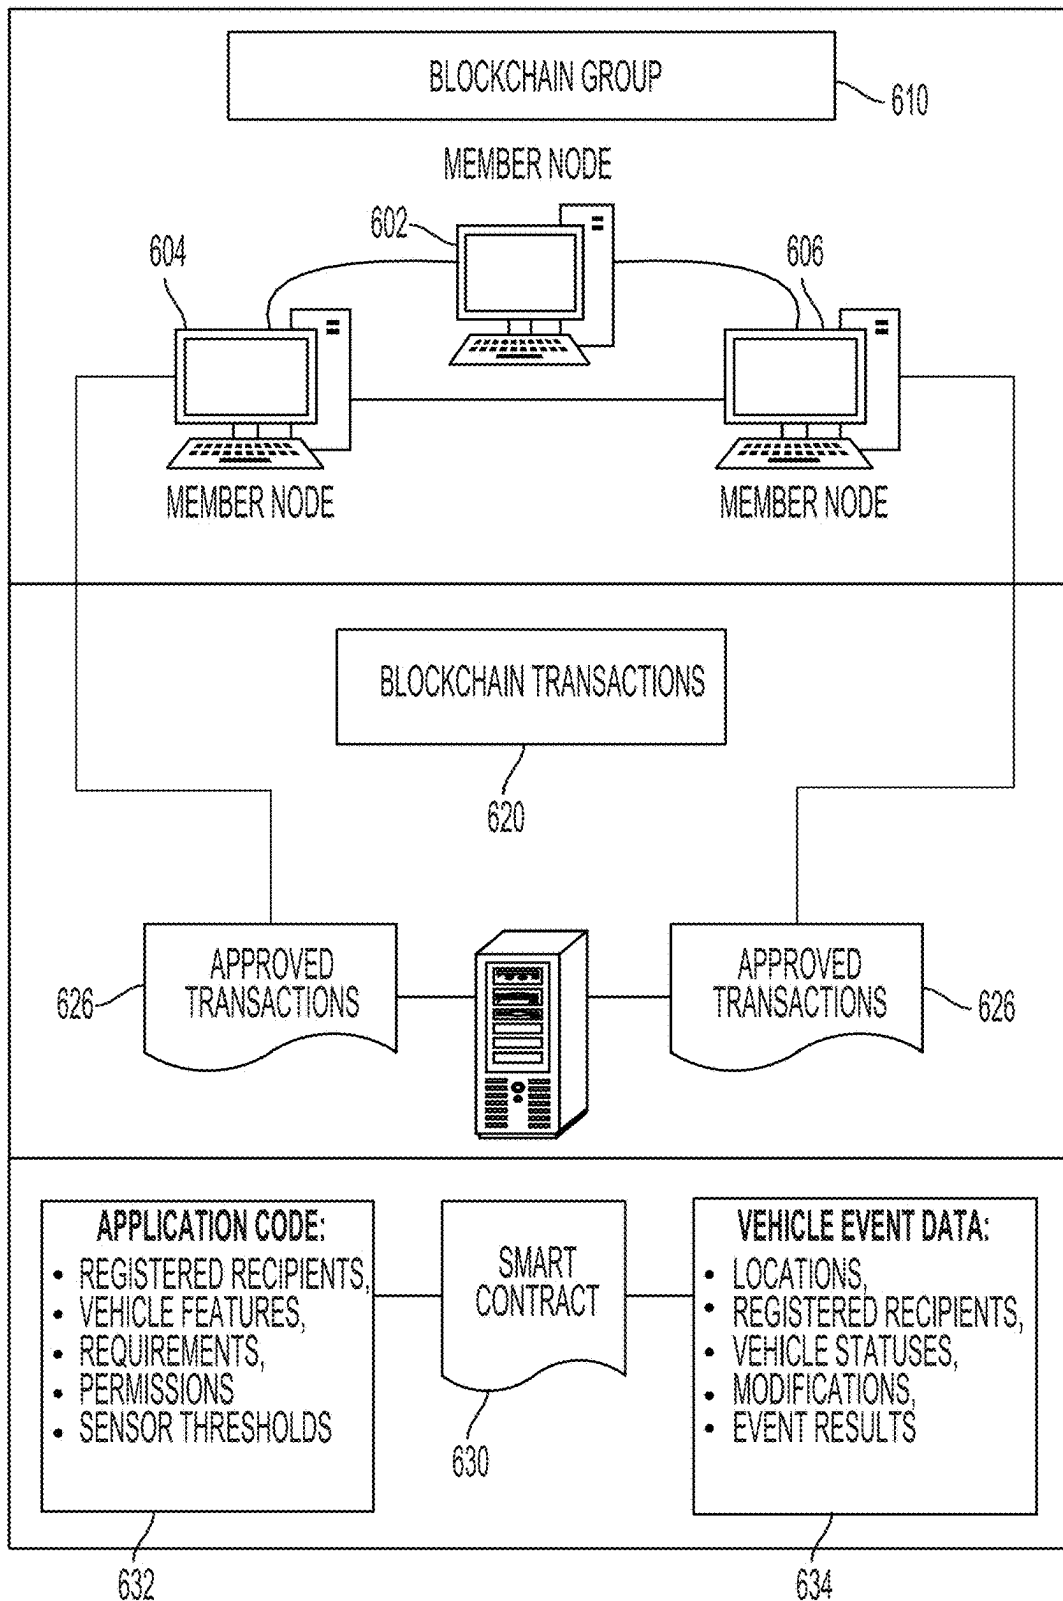 BLOCKCHAIN GROUP
610
MEMBER NODE
602
604
606
MEMBER NODE
MEMBER NODE
BLOCKCHAIN TRANSACTIONS
620
APPROVED
TRANSACTIONS
626
APPROVED
TRANSACTIONS
626
APPLICATION CODE:
• REGISTERED RECIPIENTS,
• VEHICLE FEATURES,
• REQUIREMENTS,
• PERMISSIONS
• SENSOR THRESHOLDS
632
SMART
CONTRACT
630
VEHICLE EVENT DATA:
• LOCATIONS,
• REGISTERED RECIPIENTS,
• VEHICLE STATUSES,
• MODIFICATIONS,
• EVENT RESULTS
634